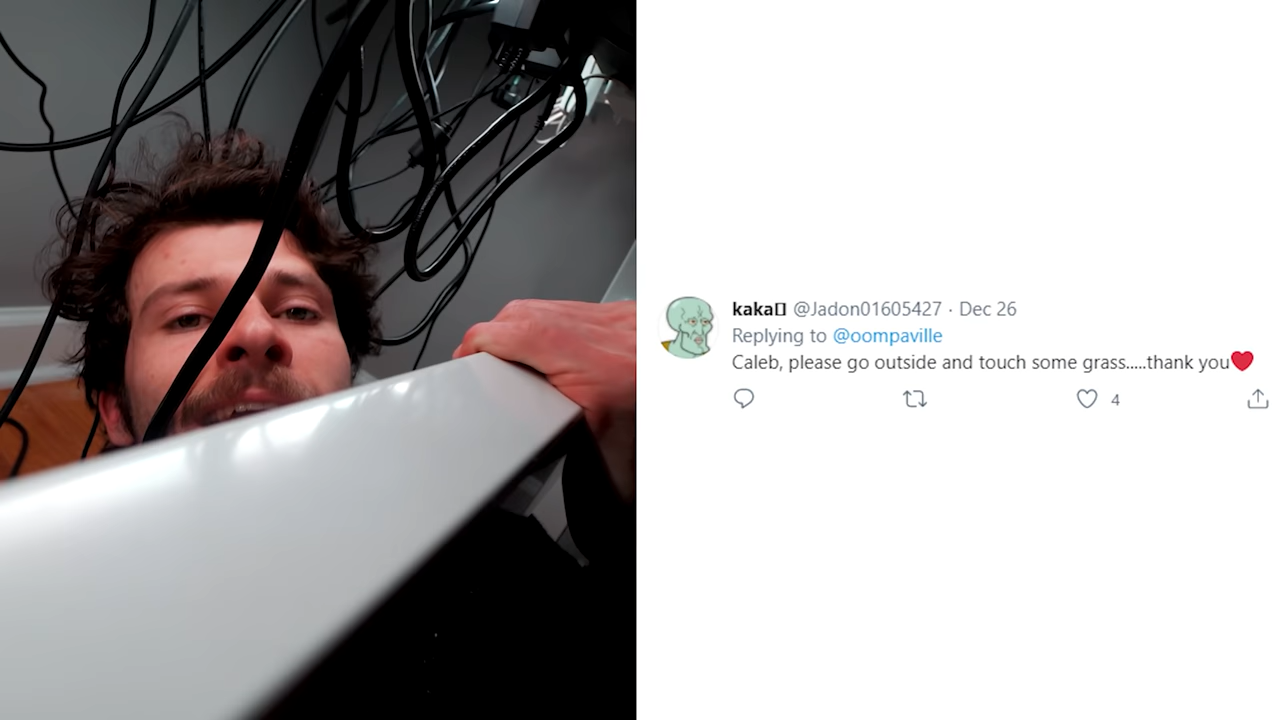 kaka▯ @Jadon01605427 · Dec 26
Replying to @oompaville
Caleb, please go outside and touch some grass.....thank you❤️
4